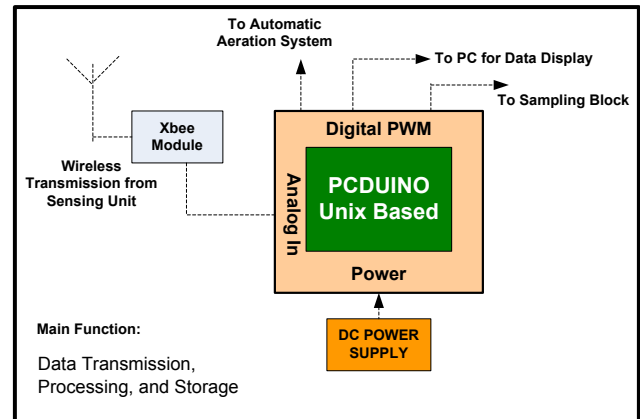 To Automatic
Aeration System
To PC for Data Display
To Sampling Block
Xbee
Module
Digital PWM
Wireless
Transmission from
Sensing Unit
Analog In
PCDUINO
Unix Based
Power
Main Function:
DC POWER
SUPPLY
Data Transmission,
Processing, and Storage